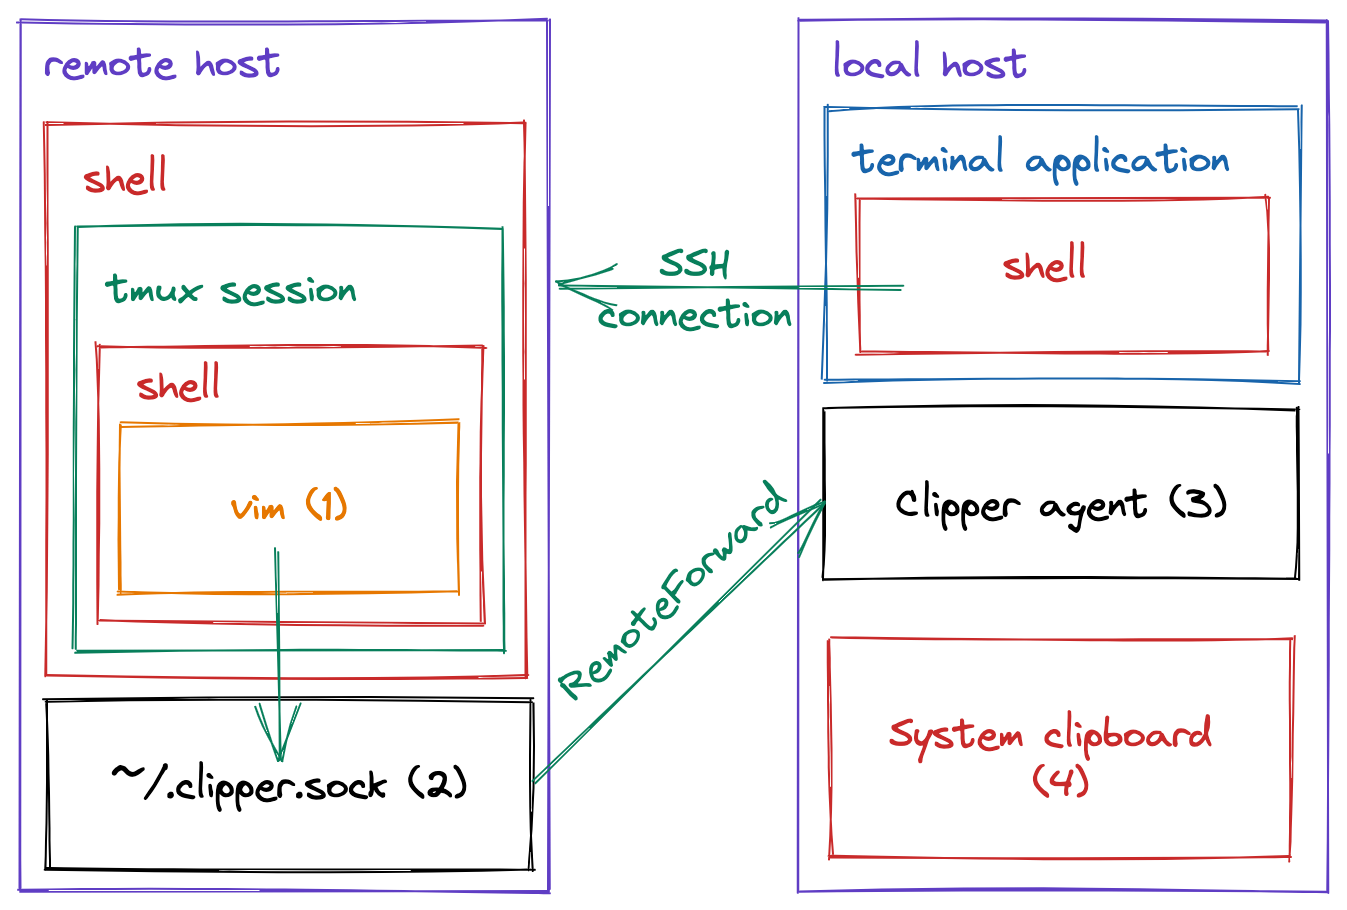 remote host
shell
tmux session
shell
vim (1)
~/.clipper.sock (2)
SSH
connection
RemoteForward
local host
terminal application
shell
Clipper agent (3)
System clipboard
(4)